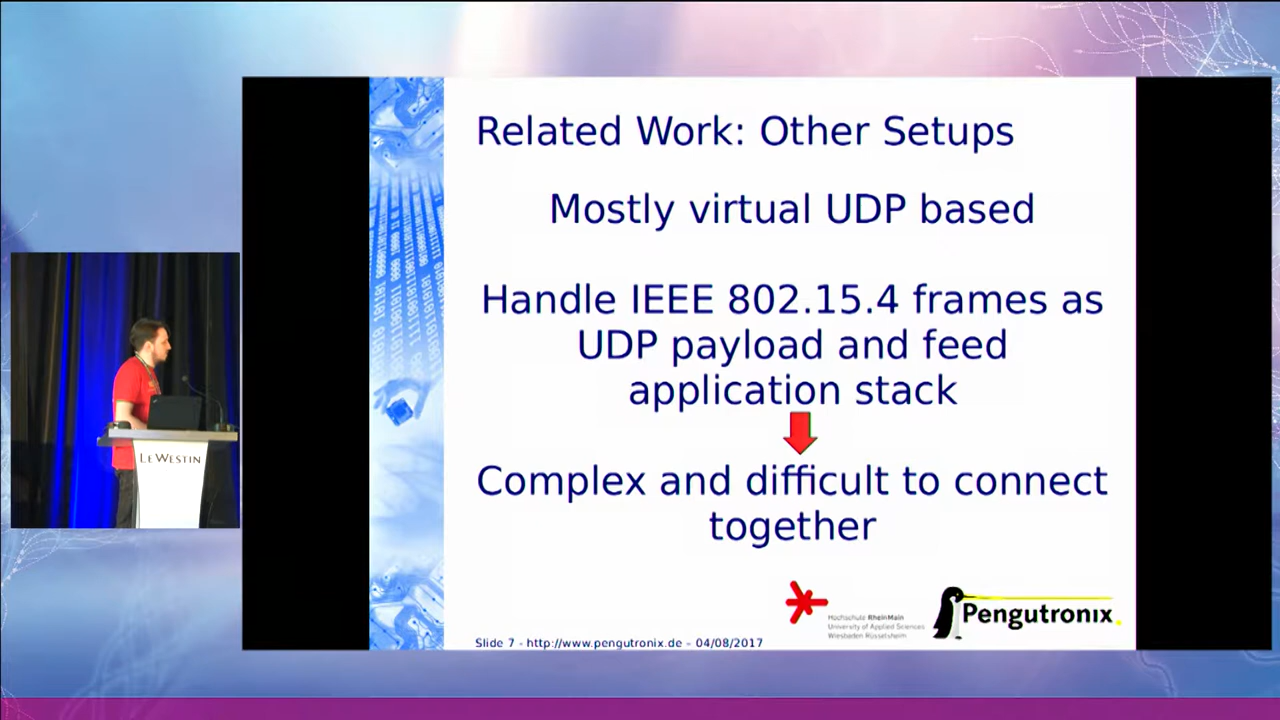 Related Work: Other Setups
Mostly virtual UDP based
Handle IEEE 802.15.4 frames as
UDP payload and feed
application stack
Complex and difficult to connect
together
LE WESTIN
Hochschule RheinMain
University of Applied Sciences
Wiesbaden Rüsselsheim
Pengutronix
Slide 7 - http://www.pengutronix.de – 04/08/2017